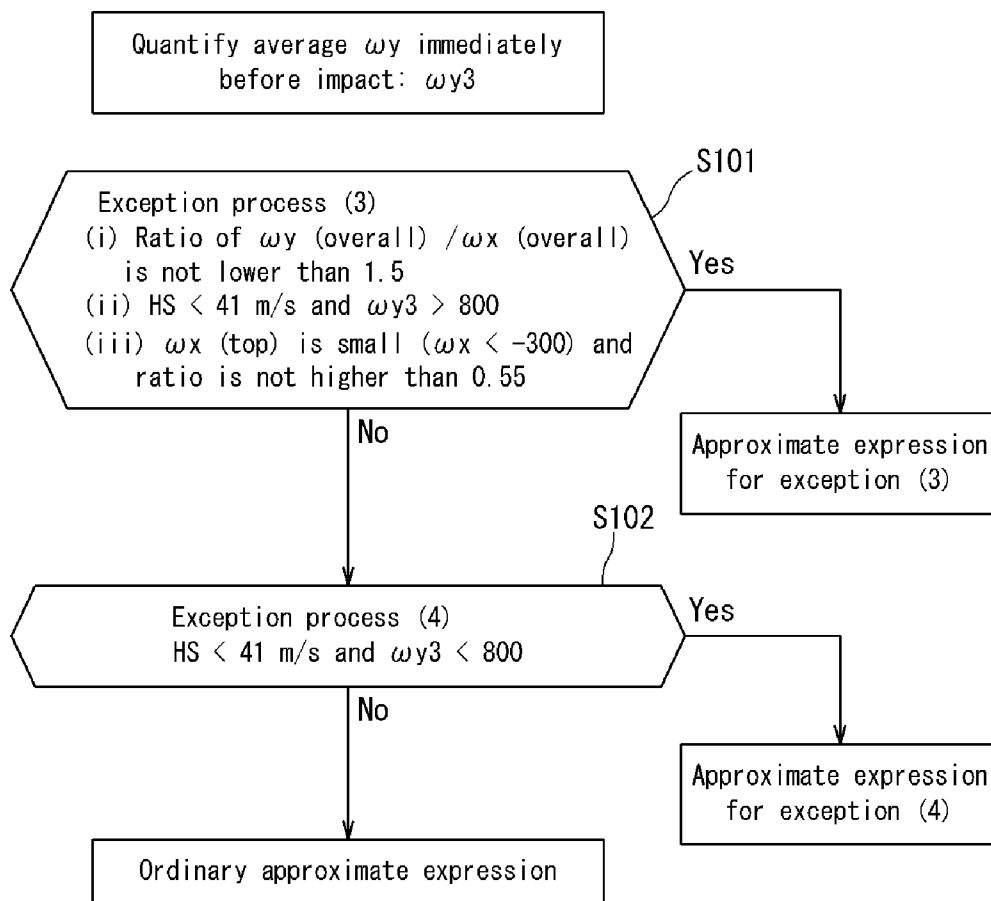 Quantify average ωy immediately
before impact: ωy3
S101
Exception process (3)
(i) Ratio of ωy (overall) /ωx (overall)
is not lower than 1.5
(ii) HS < 41 m/s and ωy3 > 800
(iii) ωx (top) is small (ωx < -300) and
ratio is not higher than 0.55
Yes
No
Approximate expression
for exception (3)
S102
Exception process (4)
HS < 41 m/s and ωy3 < 800
Yes
No
Approximate expression
for exception (4)
Ordinary approximate expression